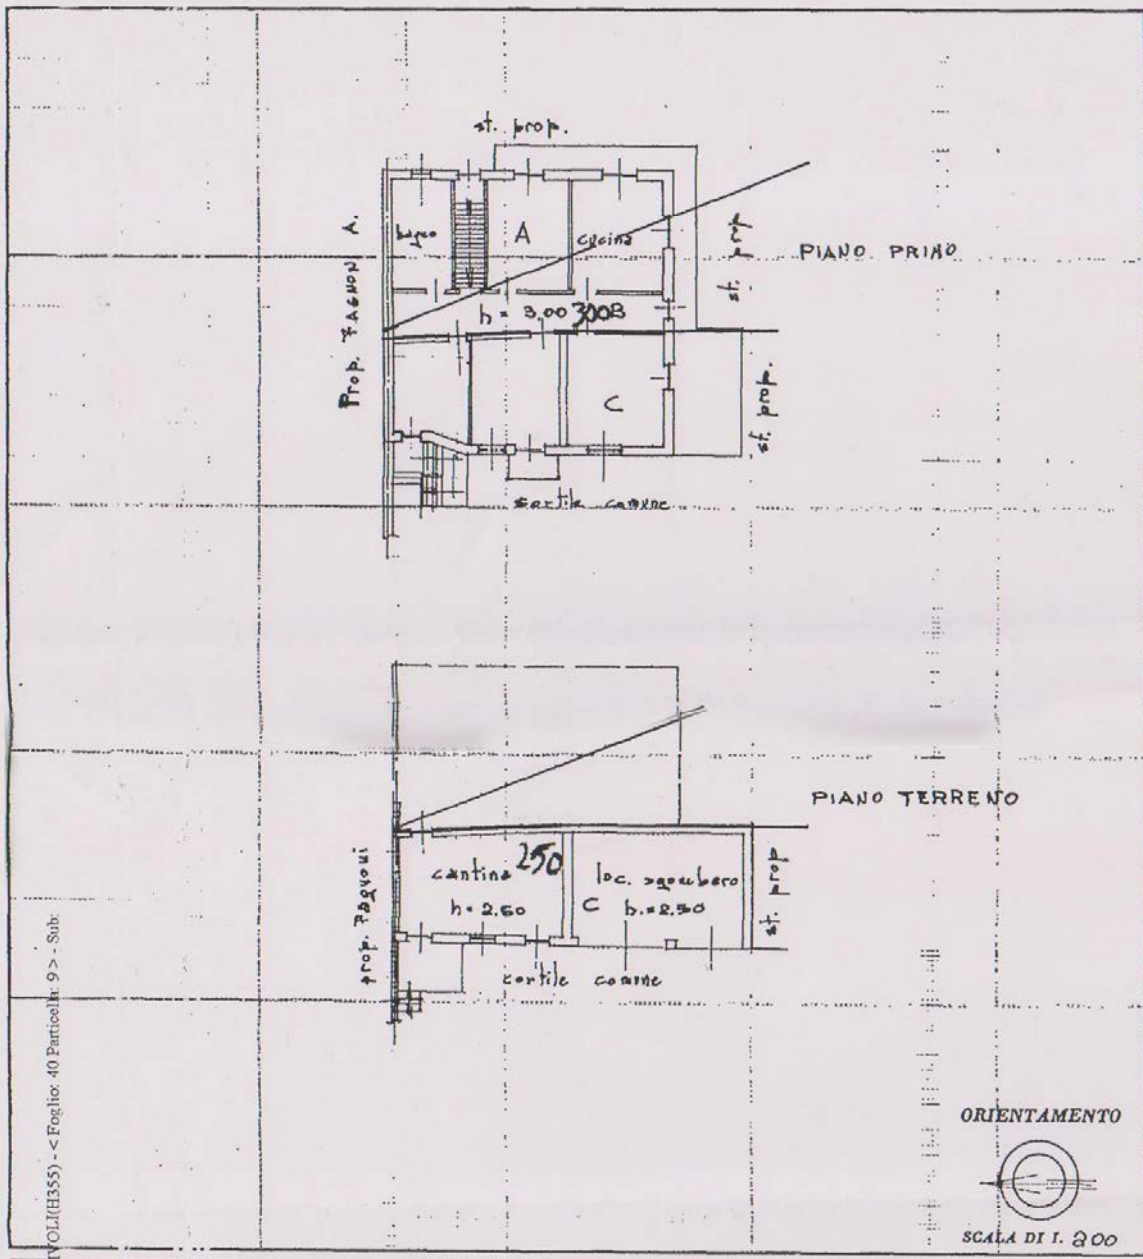 st. prop.
Prop. FAGNONI A.
bagno
A
cucina
st. prop
PIANO PRIMO
h = 3,00 300B
C
st. prop.
cortile comune
PIANO TERRENO
prop. Fagnoni
cantina 250
h = 2.50
loc. sgombero
C h. = 2.50
st. prop
cortile comune
IVOLI(H355) - < Foglio: 40 Particella: 9 > - Sub:
ORIENTAMENTO
SCALA DI 1. 200